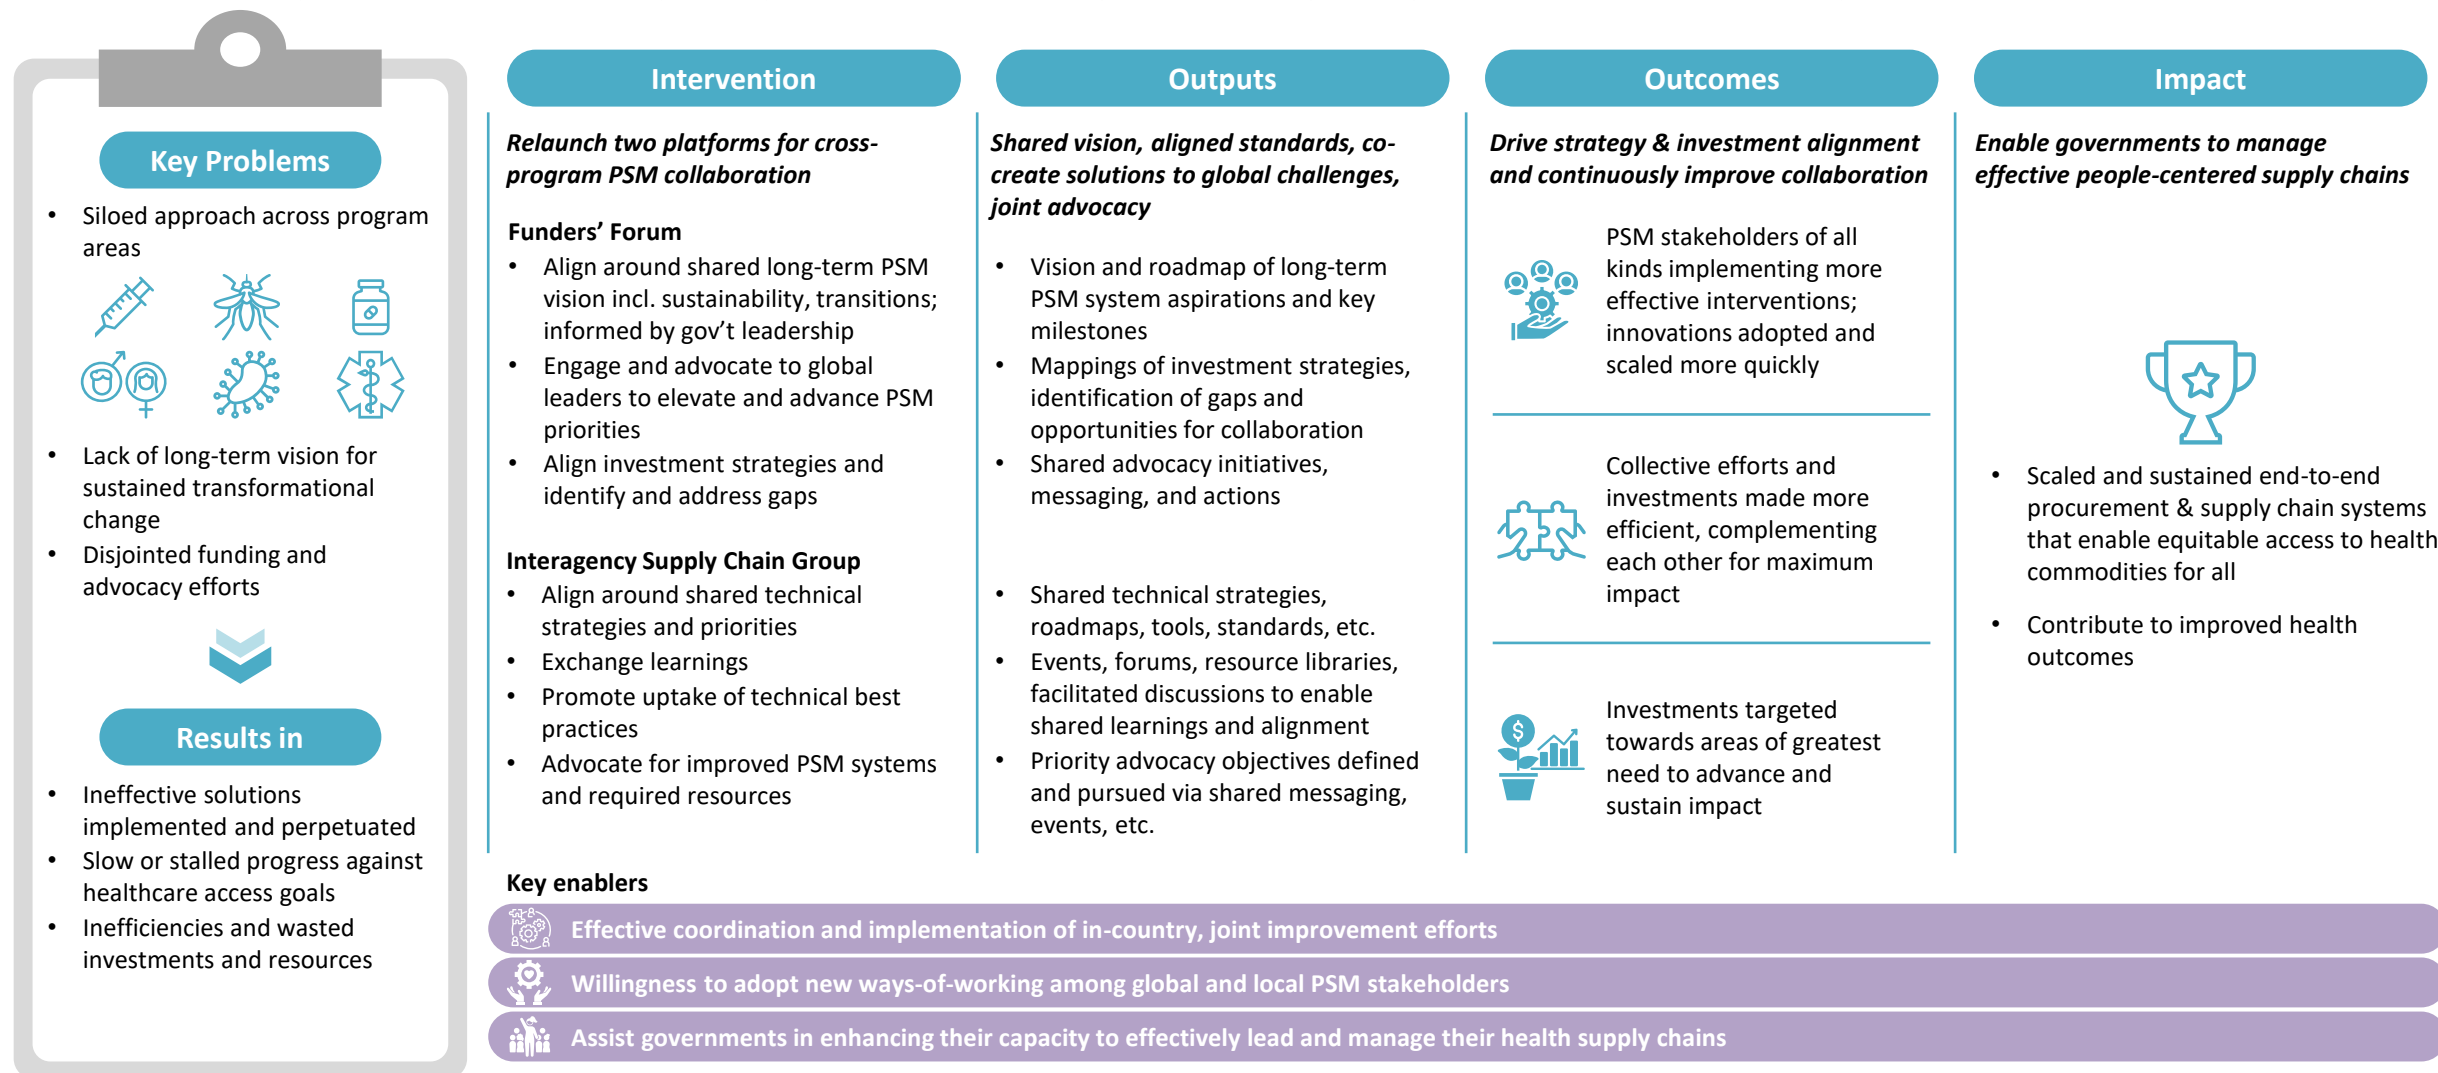 Key Problems
• Siloed approach across program
areas
• Lack of long-term vision for
sustained transformational
change
• Disjointed funding and
advocacy efforts
Results in
• Ineffective solutions
implemented and perpetuated
• Slow or stalled progress against
healthcare access goals
• Inefficiencies and wasted
investments and resources
Intervention
Relaunch two platforms for cross-
program PSM collaboration
Funders’ Forum
• Align around shared long-term PSM
vision incl. sustainability, transitions;
informed by gov’t leadership
• Engage and advocate to global
leaders to elevate and advance PSM
priorities
• Align investment strategies and
identify and address gaps
Interagency Supply Chain Group
• Align around shared technical
strategies and priorities
• Exchange learnings
• Promote uptake of technical best
practices
• Advocate for improved PSM systems
and required resources
Outputs
Shared vision, aligned standards, co-
create solutions to global challenges,
joint advocacy
• Vision and roadmap of long-term
PSM system aspirations and key
milestones
• Mappings of investment strategies,
identification of gaps and
opportunities for collaboration
• Shared advocacy initiatives,
messaging, and actions
• Shared technical strategies,
roadmaps, tools, standards, etc.
• Events, forums, resource libraries,
facilitated discussions to enable
shared learnings and alignment
• Priority advocacy objectives defined
and pursued via shared messaging,
events, etc.
Outcomes
Drive strategy & investment alignment
and continuously improve collaboration
PSM stakeholders of all
kinds implementing more
effective interventions;
innovations adopted and
scaled more quickly
Collective efforts and
investments made more
efficient, complementing
each other for maximum
impact
$
Investments targeted
towards areas of greatest
need to advance and
sustain impact
Impact
Enable governments to manage
effective people-centered supply chains
• Scaled and sustained end-to-end
procurement & supply chain systems
that enable equitable access to health
commodities for all
• Contribute to improved health
outcomes
Key enablers
Effective coordination and implementation of in-country, joint improvement efforts
Willingness to adopt new ways-of-working among global and local PSM stakeholders
Assist governments in enhancing their capacity to effectively lead and manage their health supply chains